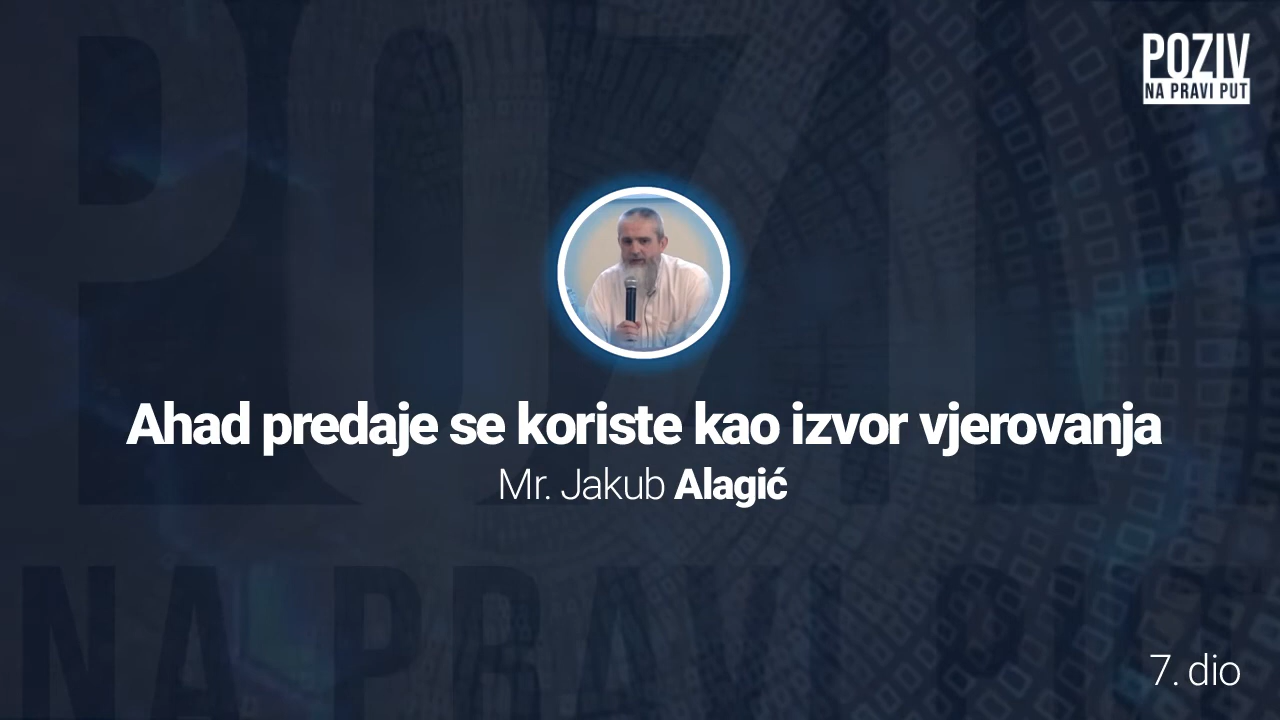 POZIV
NA PRAVI PUT
Ahad predaje se koriste kao izvor vjerovanja
Mr. Jakub Alagić
7. dio